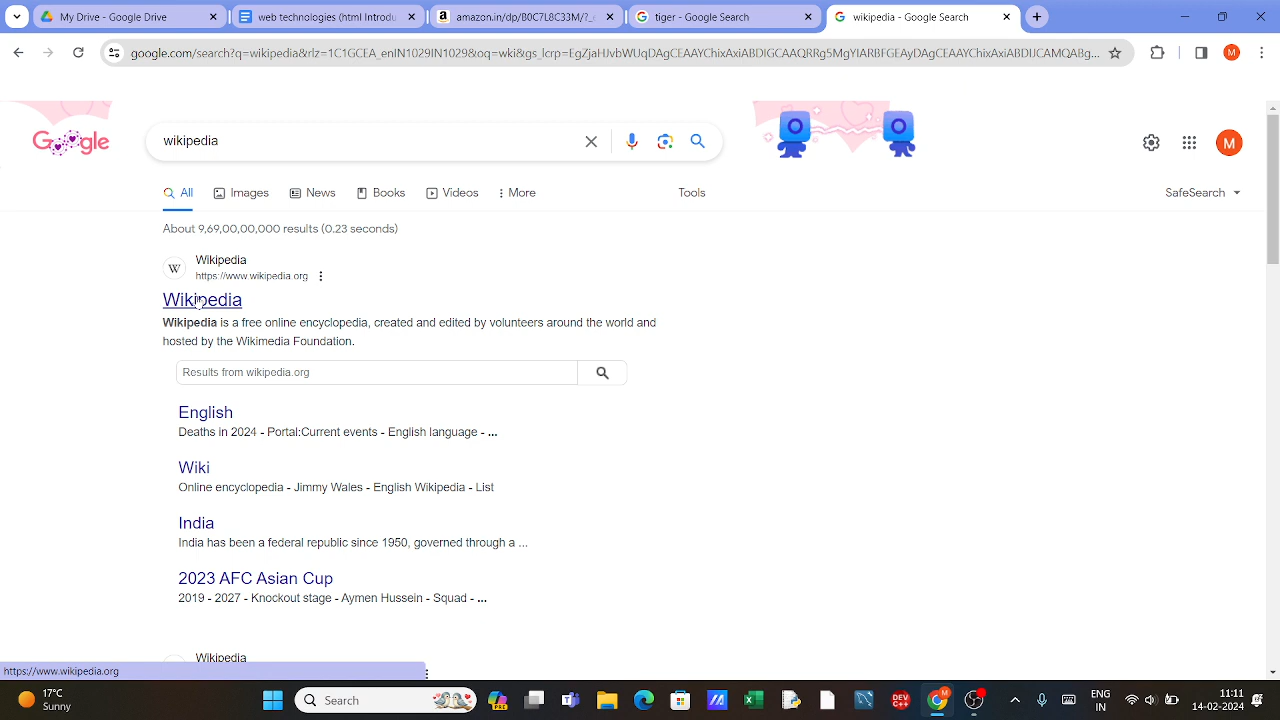 My Drive - Google Drive
web technologies (html Introdu
amazon.in/dp/B0C7L8C33M/?_e
tiger - Google Search
wikipedia - Google Search
google.com/search?q=wikipedia&rlz=1C1GCEA_enIN1029IN1029&oq=wiki&gs_lcrp=EgZjaHJvbWUqDAgCEAAYChixAxiABDIGCAAQRRg5MgYIARBFGEAyDAgCEAAYChixAxiABDIJCAMQABg...
M
Google
wikipedia
M
All
Images
News
Books
Videos
More
Tools
SafeSearch
About 9,69,00,00,000 results (0.23 seconds)
W
Wikipedia
https://www.wikipedia.org
Wikipedia
Wikipedia is a free online encyclopedia, created and edited by volunteers around the world and
hosted by the Wikimedia Foundation.
Results from wikipedia.org
English
Deaths in 2024 - Portal:Current events - English language - ...
Wiki
Online encyclopedia - Jimmy Wales - English Wikipedia - List
India
India has been a federal republic since 1950, governed through a ...
2023 AFC Asian Cup
2019 - 2027 - Knockout stage - Aymen Hussein - Squad - ...
Wikipedia
https://www.wikipedia.org
17°C
Sunny
Search
DEV
C++
ENG
IN
11:11
14-02-2024